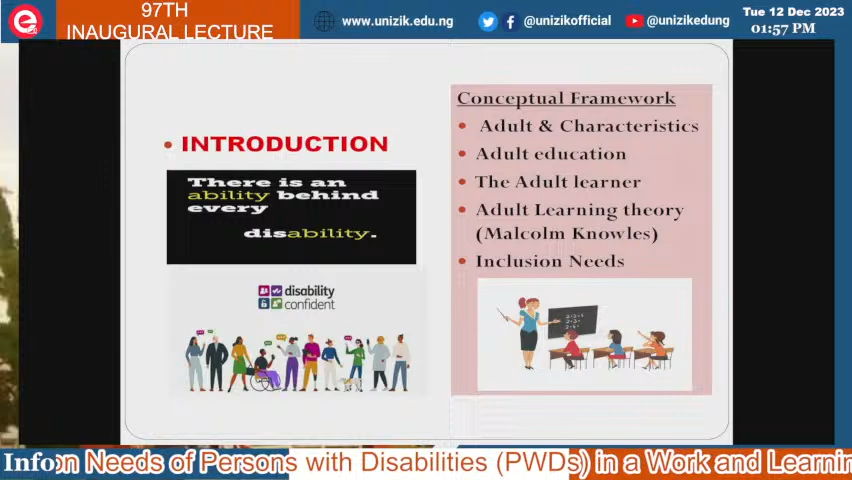 97TH
INAUGURAL LECTURE
www.unizik.edu.ng
@unizikofficial
@unizikedung
Tue 12 Dec 2023
01:57 PM
• INTRODUCTION
There is an
ability behind
every
disability.
disability
confident
Conceptual Framework
• Adult & Characteristics
• Adult education
• The Adult learner
• Adult Learning theory
(Malcolm Knowles)
• Inclusion Needs
Info
on Needs of Persons with Disabilities (PWDs) in a Work and Learnin